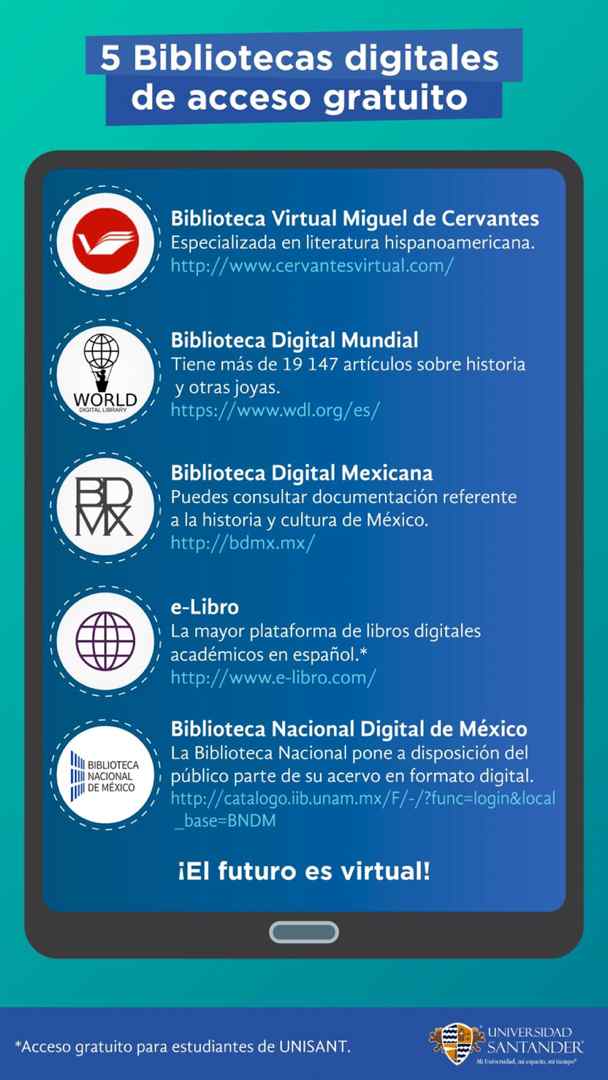 5 Bibliotecas digitales
de acceso gratuito
Biblioteca Virtual Miguel de Cervantes
Especializada en literatura hispanoamericana.
http://www.cervantesvirtual.com/
WORLD
DIGITAL LIBRARY
Biblioteca Digital Mundial
Tiene más de 19 147 artículos sobre historia
y otras joyas.
https://www.wdl.org/es/
BD
MX
Biblioteca Digital Mexicana
Puedes consultar documentación referente
a la historia y cultura de México.
http://bdmx.mx/
e-Libro
La mayor plataforma de libros digitales
académicos en español.*
http://www.e-libro.com/
BIBLIOTECA
NACIONAL
DE MÉXICO
Biblioteca Nacional Digital de México
La Biblioteca Nacional pone a disposición del
público parte de su acervo en formato digital.
http://catalogo.iib.unam.mx/F/-/?func=login&local
_base=BNDM
¡El futuro es virtual!
*Acceso gratuito para estudiantes de UNISANT.
UNIVERSIDAD
SANTANDER
Mi Universidad, mi espacio, mi tiempo